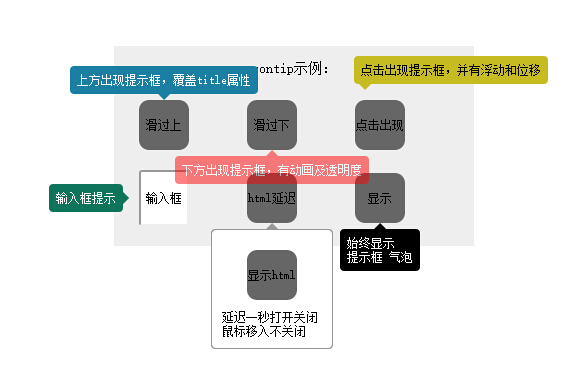 ontip示例:
上方出现提示框，覆盖title属性
点击出现提示框，并有浮动和位移
滑过上
滑过下
点击出现
下方出现提示框，有动画及透明度
输入框提示
输入框
html延迟
显示
始终显示
提示框 气泡
显示html
延迟一秒打开关闭
鼠标移入不关闭